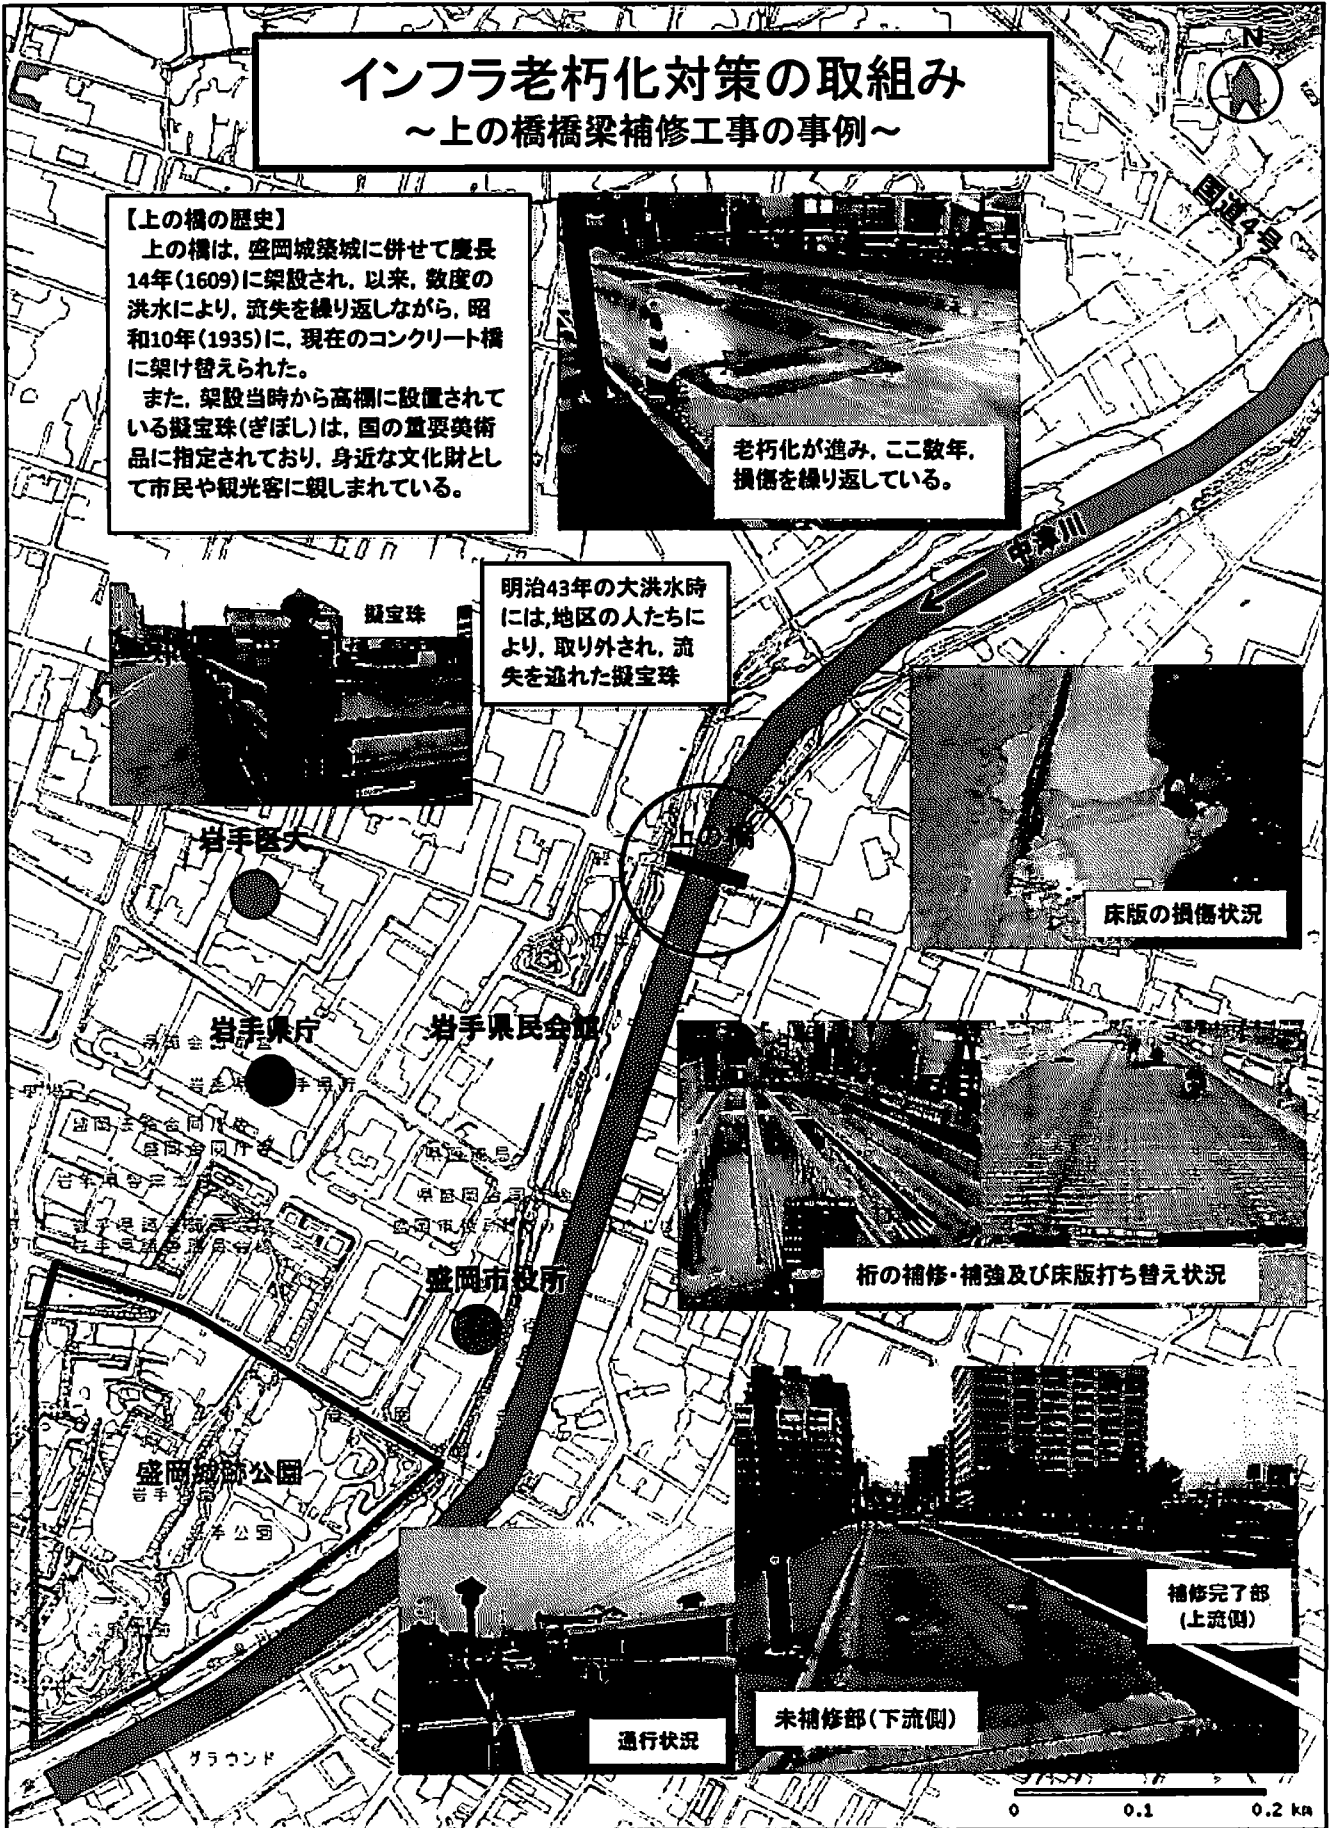 N
インフラ老朽化対策の取組み
～上の橋橋梁補修工事の事例～
国道4号
【上の橋の歴史】
上の橋は，盛岡城築城に併せて慶長
14年(1609)に架設され，以来，数度の
洪水により，流失を繰り返しながら，昭
和10年(1935)に，現在のコンクリート橋
に架け替えられた。
また，架設当時から高欄に設置されて
いる擬宝珠(ぎぼし)は，国の重要美術
品に指定されており，身近な文化財とし
て市民や観光客に親しまれている。
老朽化が進み，ここ数年，
損傷を繰り返している。
中津川
擬宝珠
明治43年の大洪水時
には,地区の人たちに
より，取り外され，流
失を逃れた擬宝珠
上の橋
岩手医大
床版の損傷状況
岩手県庁
岩手県民会館
盛岡合同庁舎
桁の補修・補強及び床版打ち替え状況
盛岡市役所
盛岡城跡公園
岩手公園
補修完了部
(上流側)
未補修部(下流側)
通行状況
グラウンド
0 0.1 0.2 km